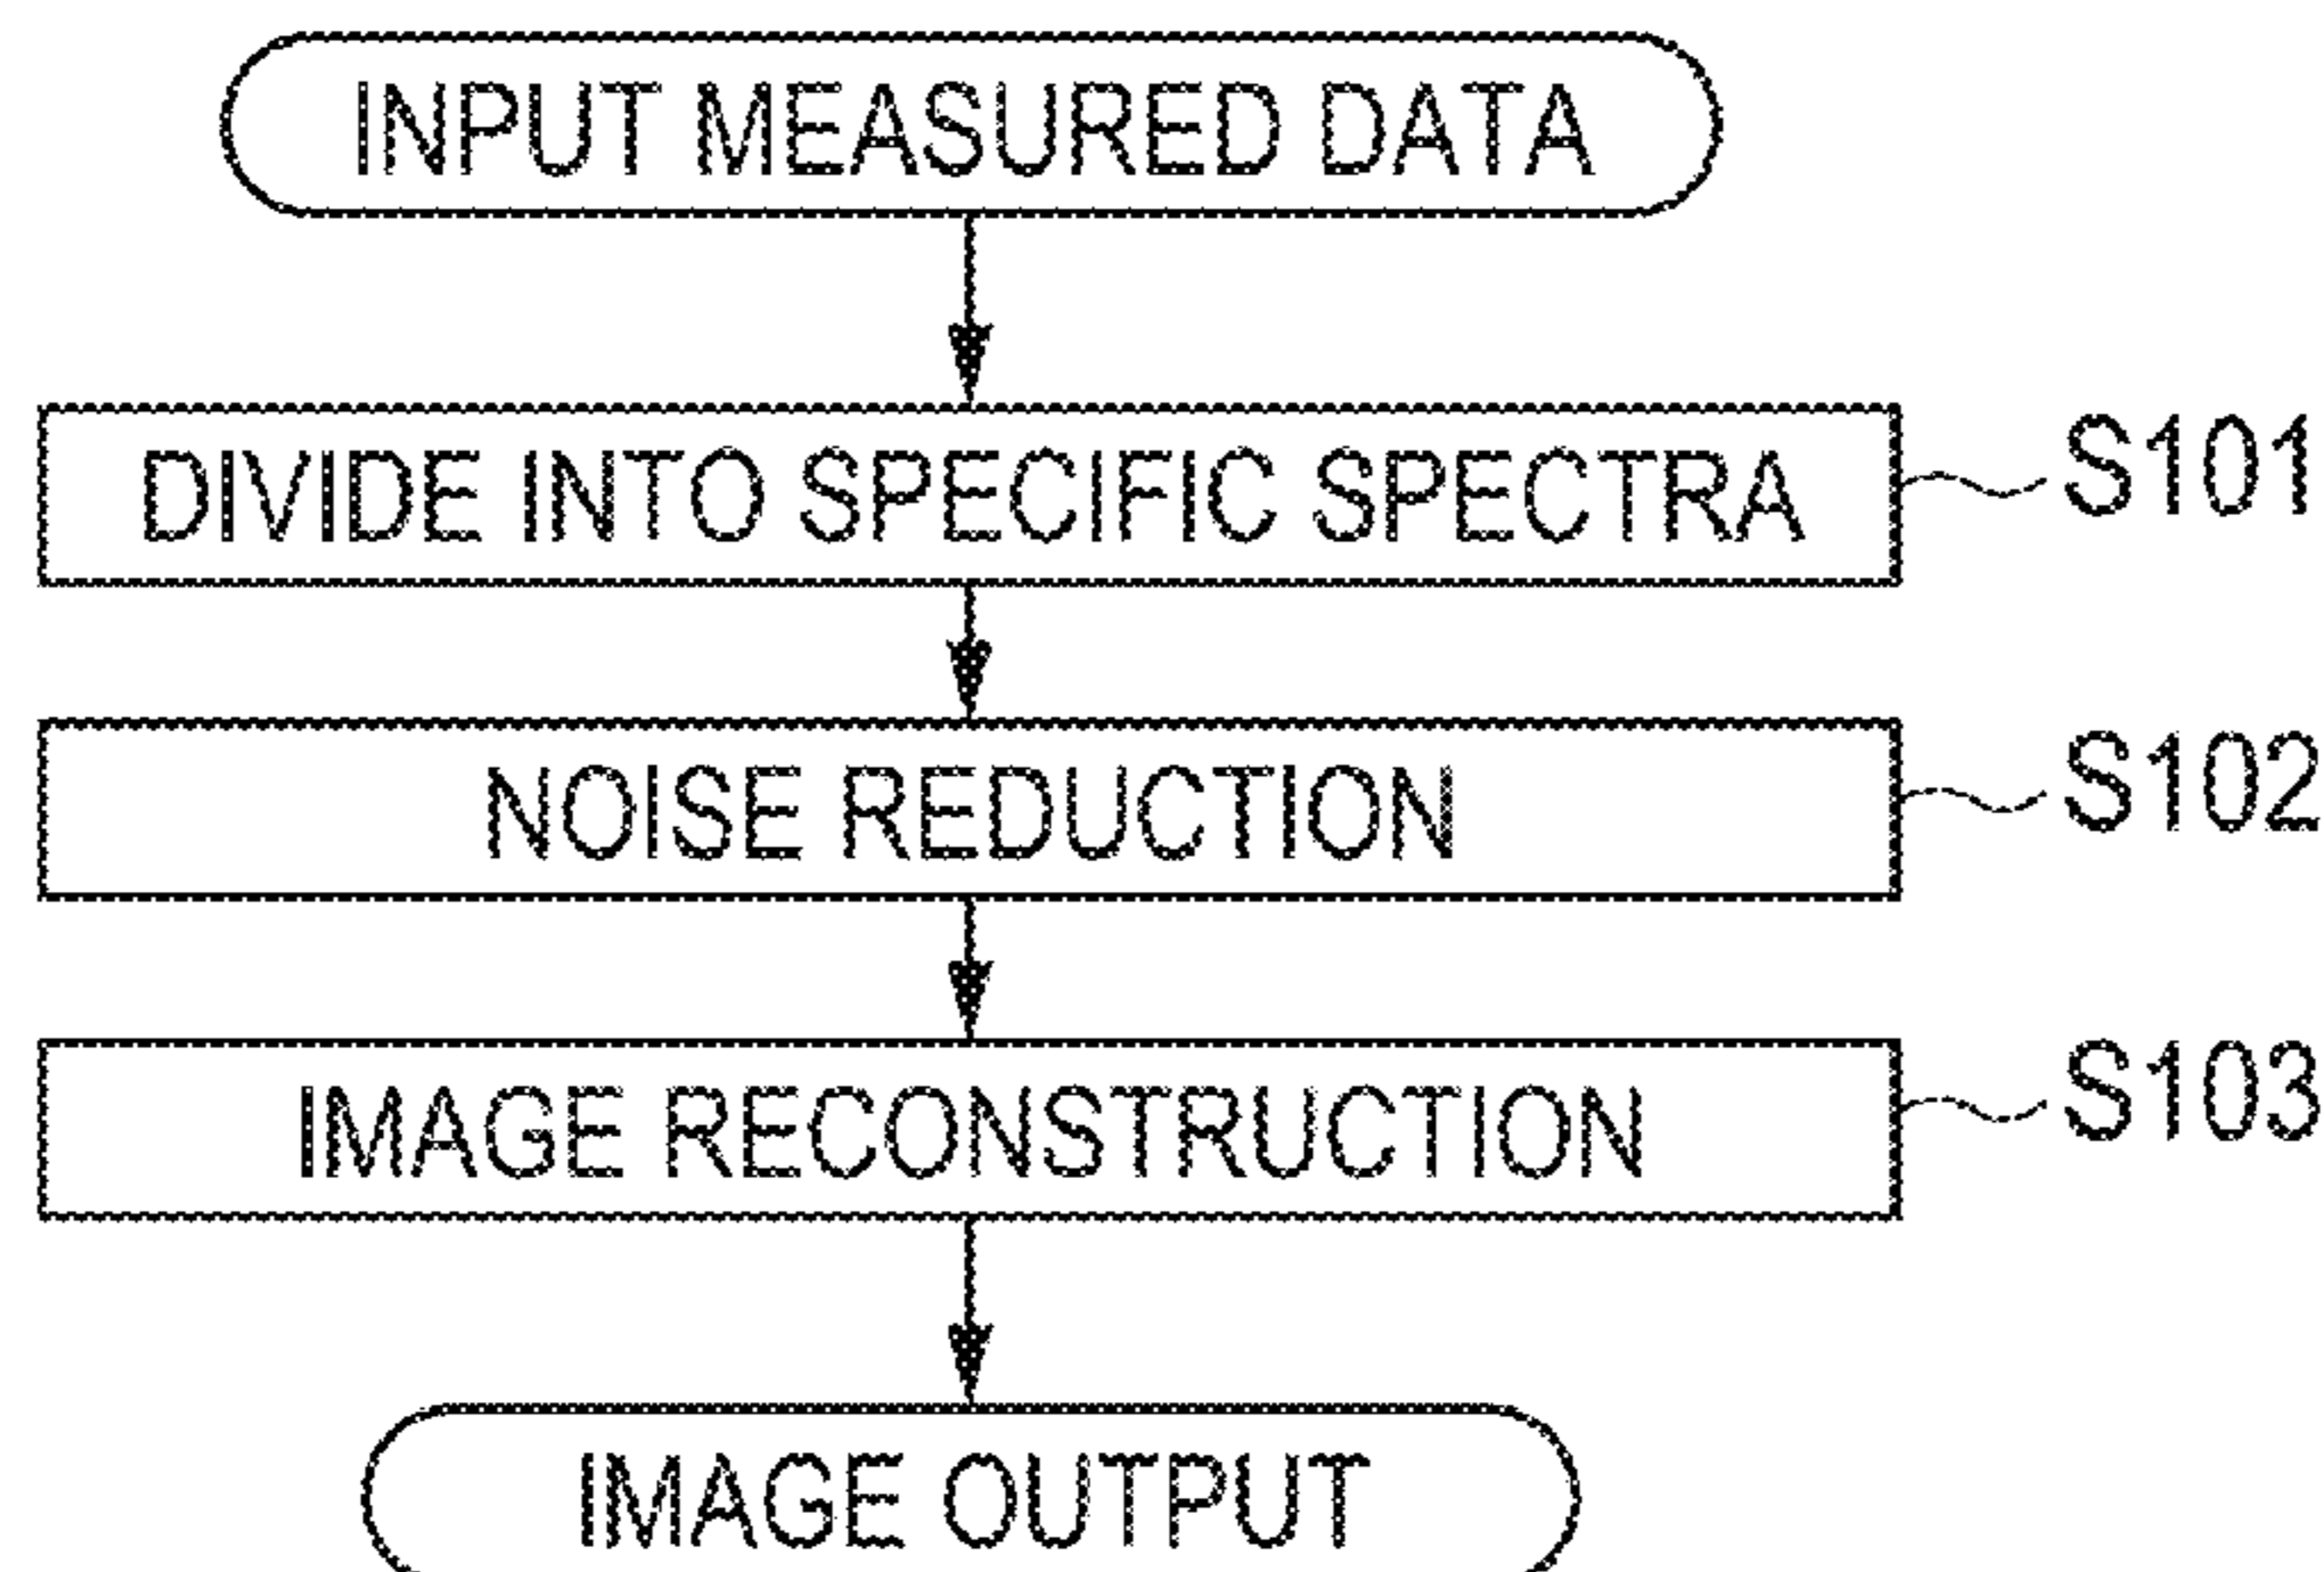 INPUT MEASURED DATA
DIVIDE INTO SPECIFIC SPECTRA S101
NOISE REDUCTION S102
IMAGE RECONSTRUCTION S103
IMAGE OUTPUT